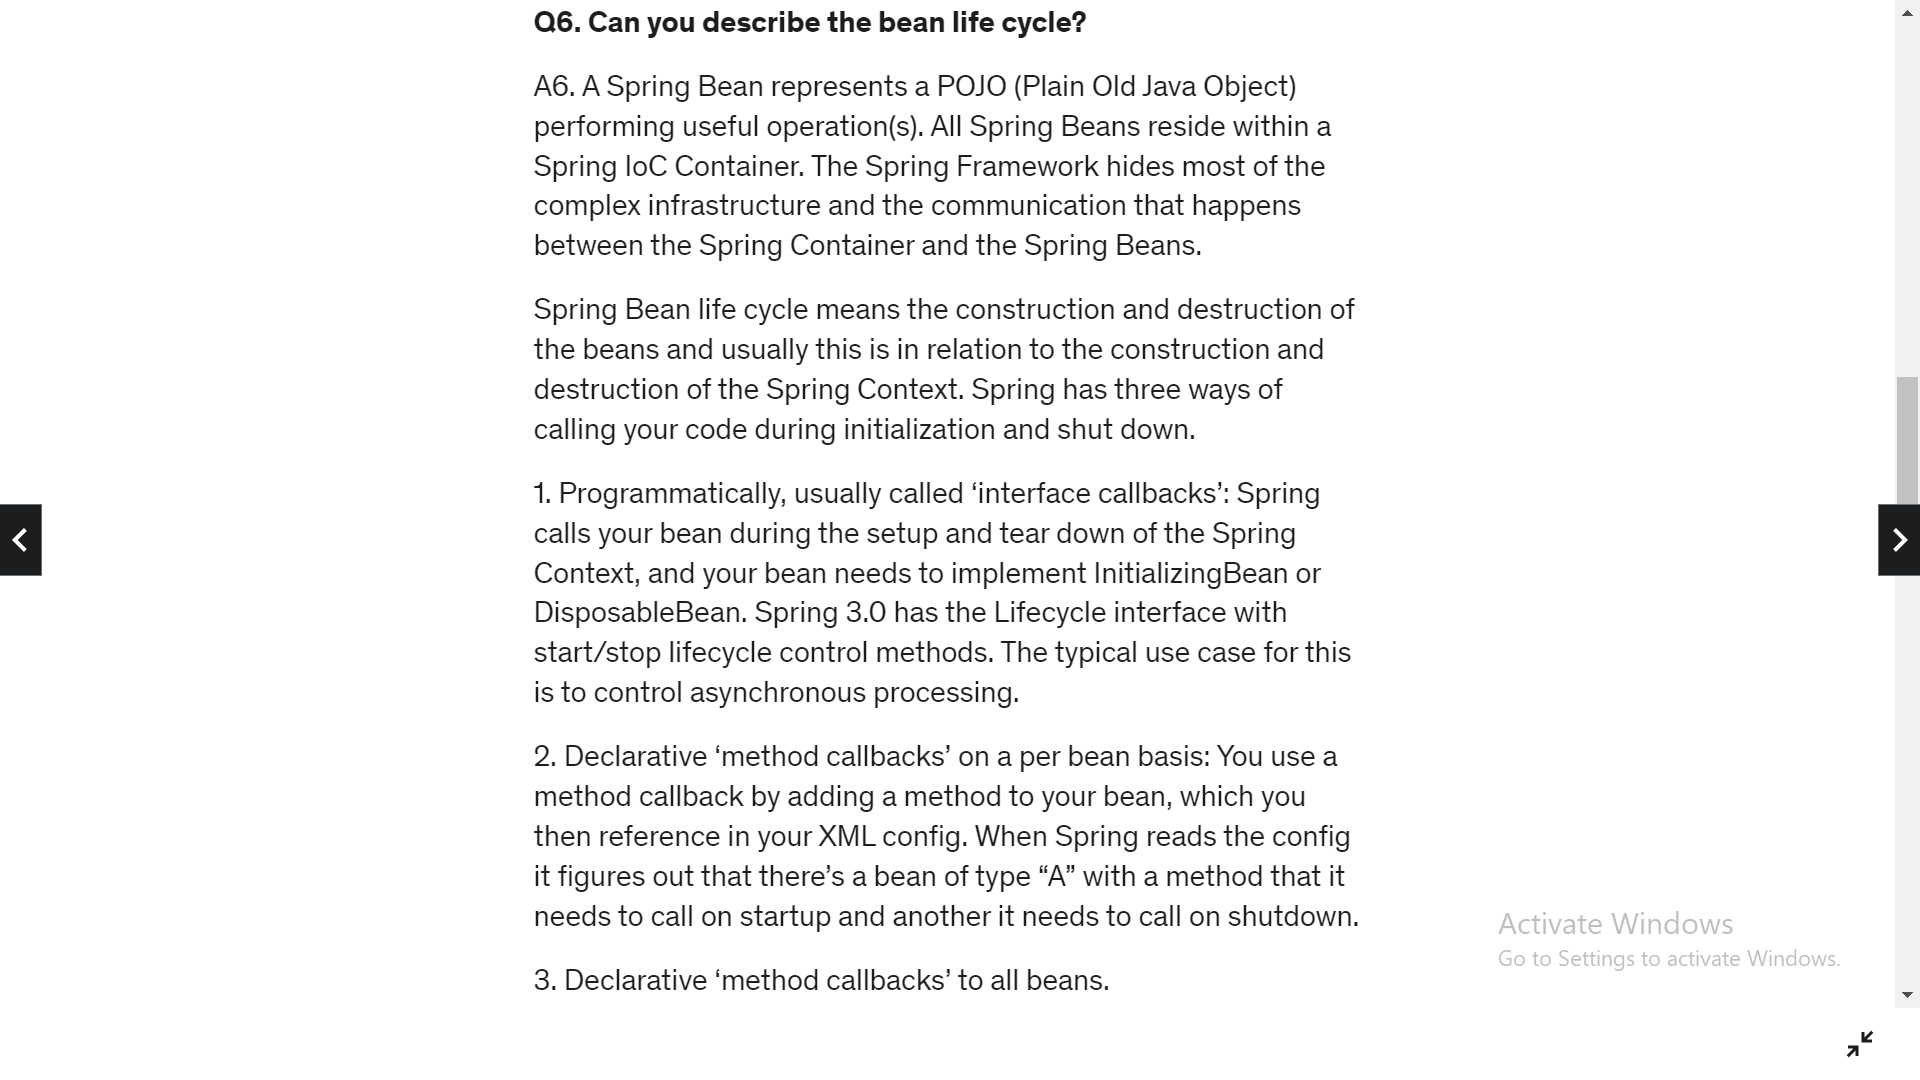 Q6. Can you describe the bean life cycle?
A6. A Spring Bean represents a POJO (Plain Old Java Object)
performing useful operation(s). All Spring Beans reside within a
Spring IoC Container. The Spring Framework hides most of the
complex infrastructure and the communication that happens
between the Spring Container and the Spring Beans.
Spring Bean life cycle means the construction and destruction of
the beans and usually this is in relation to the construction and
destruction of the Spring Context. Spring has three ways of
calling your code during initialization and shut down.
1. Programmatically, usually called ‘interface callbacks’: Spring
calls your bean during the setup and tear down of the Spring
Context, and your bean needs to implement InitializingBean or
DisposableBean. Spring 3.0 has the Lifecycle interface with
start/stop lifecycle control methods. The typical use case for this
is to control asynchronous processing.
2. Declarative ‘method callbacks’ on a per bean basis: You use a
method callback by adding a method to your bean, which you
then reference in your XML config. When Spring reads the config
it figures out that there’s a bean of type “A” with a method that it
needs to call on startup and another it needs to call on shutdown.
3. Declarative ‘method callbacks’ to all beans.
Activate Windows
Go to Settings to activate Windows.